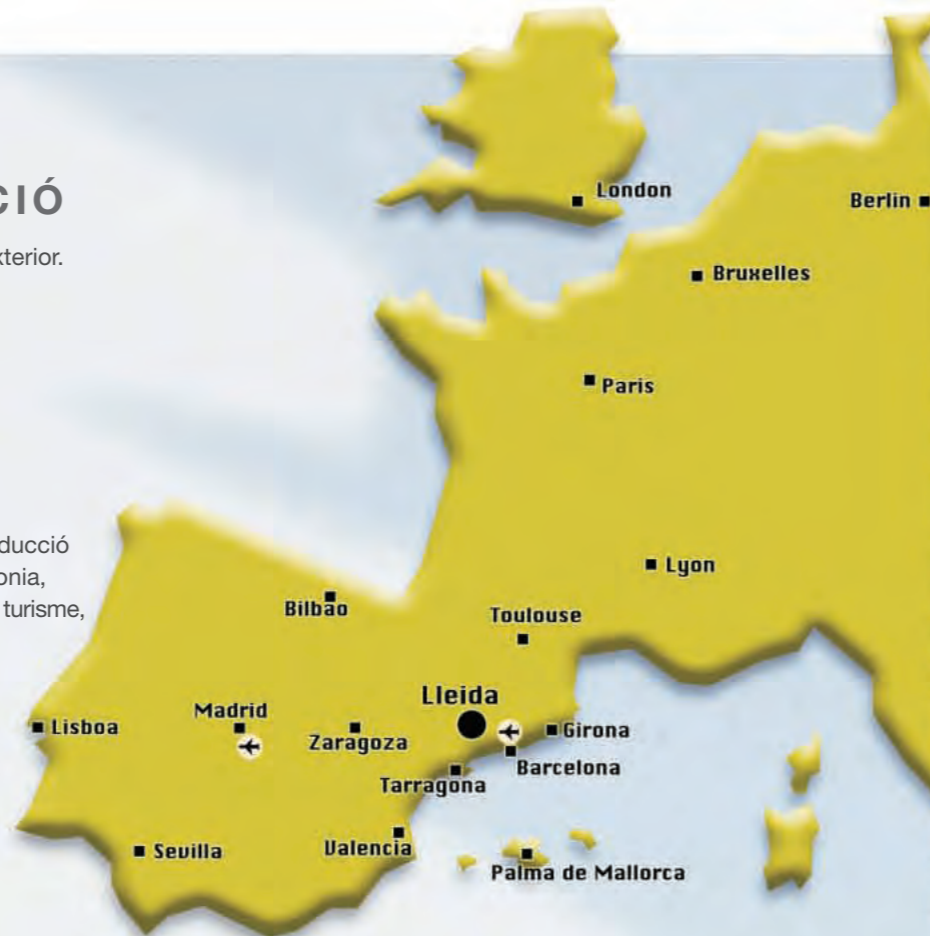 CIÓ
xterior.
ducció
onia,
turisme,
London
Berlin
Bruxelles
Paris
Lyon
Bilbao
Toulouse
Lleida
Lisboa
Madrid
Zaragoza
Girona
Barcelona
Tarragona
Sevilla
Valencia
Palma de Mallorca